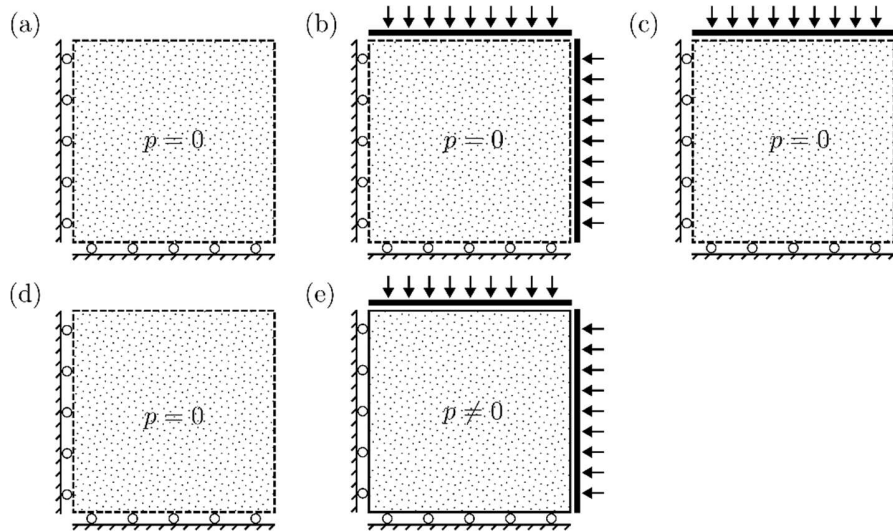 (a) (b) (c)
p = 0 p = 0 p = 0
(d) (e)
p = 0 p ≠ 0